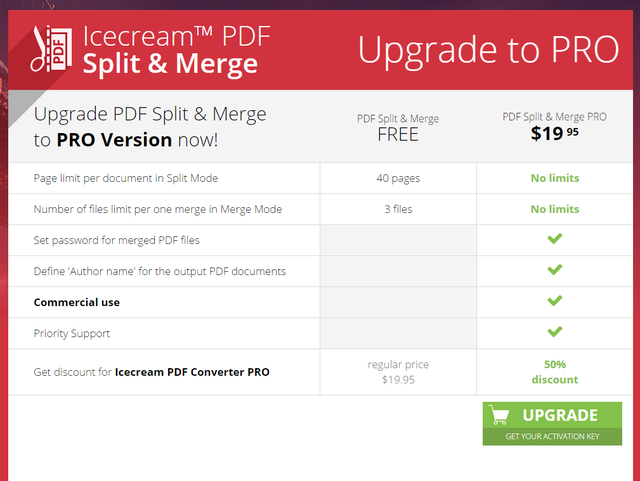 PDF
Icecream™ PDF
Split & Merge
Upgrade to PRO
Upgrade PDF Split & Merge
to PRO Version now!
PDF Split & Merge
FREE
PDF Split & Merge PRO
$19 95
Page limit per document in Split Mode
40 pages
No limits
Number of files limit per one merge in Merge Mode
3 files
No limits
Set password for merged PDF files
Define 'Author name' for the output PDF documents
Commercial use
Priority Support
Get discount for Icecream PDF Converter PRO
regular price
$19.95
50%
discount
UPGRADE
GET YOUR ACTIVATION KEY